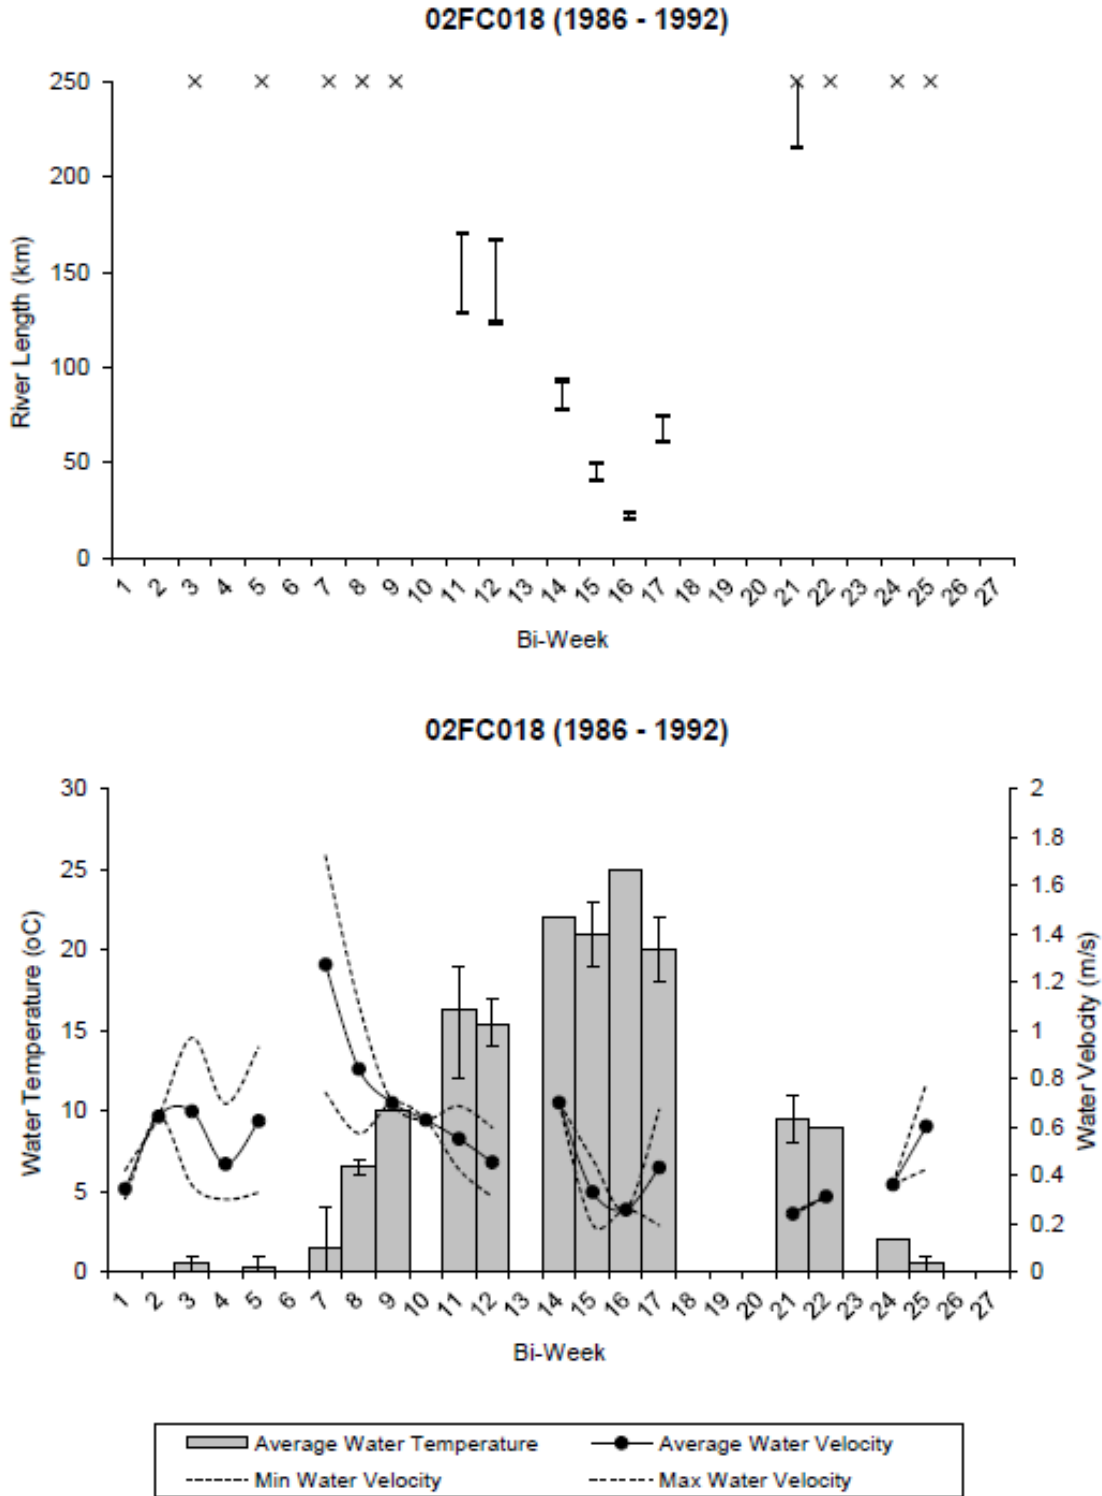 02FC018 (1986 - 1992)
250
200
150
100
50
0
River Length (km)
1 2 3 4 5 6 7 8 9 10 11 12 13 14 15 16 17 18 19 20 21 22 23 24 25 26 27
Bi-Week
02FC018 (1986 - 1992)
30
25
20
15
10
5
0
Water Temperature (oC)
2
1.8
1.6
1.4
1.2
1
0.8
0.6
0.4
0.2
0
Water Velocity (m/s)
1 2 3 4 5 6 7 8 9 10 11 12 13 14 15 16 17 18 19 20 21 22 23 24 25 26 27
Bi-Week
Average Water Temperature Average Water Velocity
Min Water Velocity Max Water Velocity